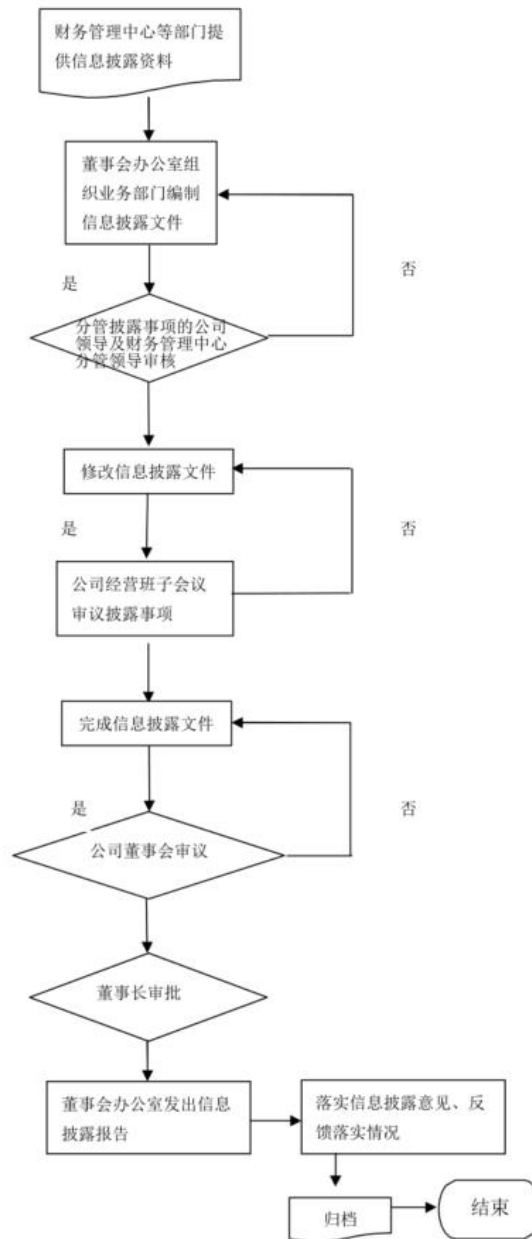 财务管理中心等部门提
供信息披露资料
董事会办公室组
织业务部门编制
信息披露文件
是
否
分管披露事项的公司
领导及财务管理中心
分管领导审核
修改信息披露文件
是
否
公司经营班子会议
审议披露事项
完成信息披露文件
是
否
公司董事会审议
董事长审批
董事会办公室发出信息
披露报告
落实信息披露意见、反
馈落实情况
归档
结束